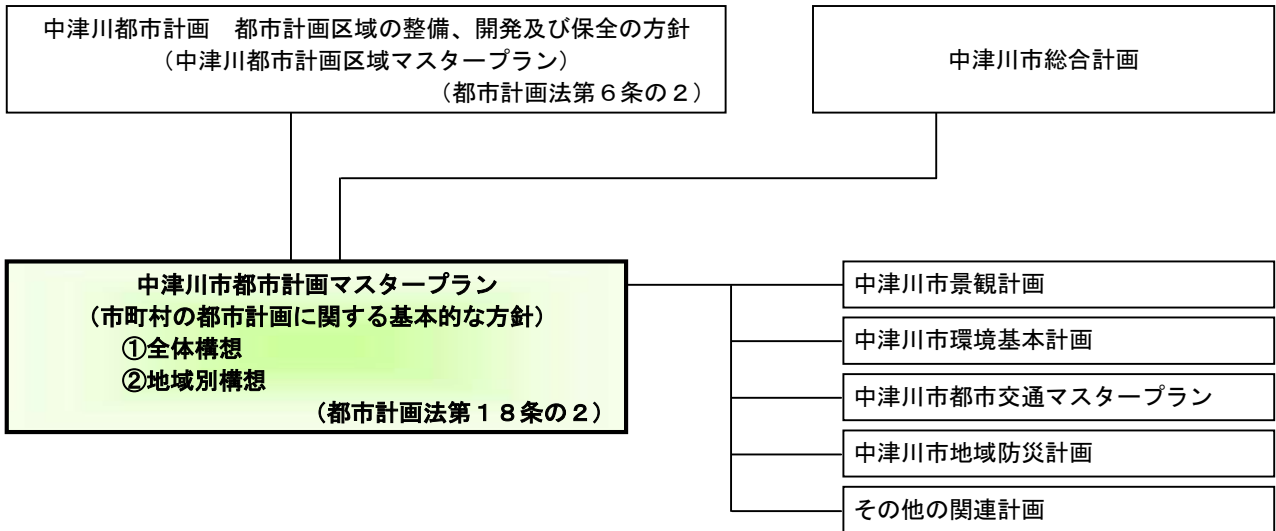 中津川都市計画　都市計画区域の整備、開発及び保全の方針
（中津川都市計画区域マスタープラン）
（都市計画法第６条の２）
中津川市総合計画
中津川市都市計画マスタープラン
（市町村の都市計画に関する基本的な方針）
①全体構想
②地域別構想
（都市計画法第１８条の２）
中津川市景観計画
中津川市環境基本計画
中津川市都市交通マスタープラン
中津川市地域防災計画
その他の関連計画